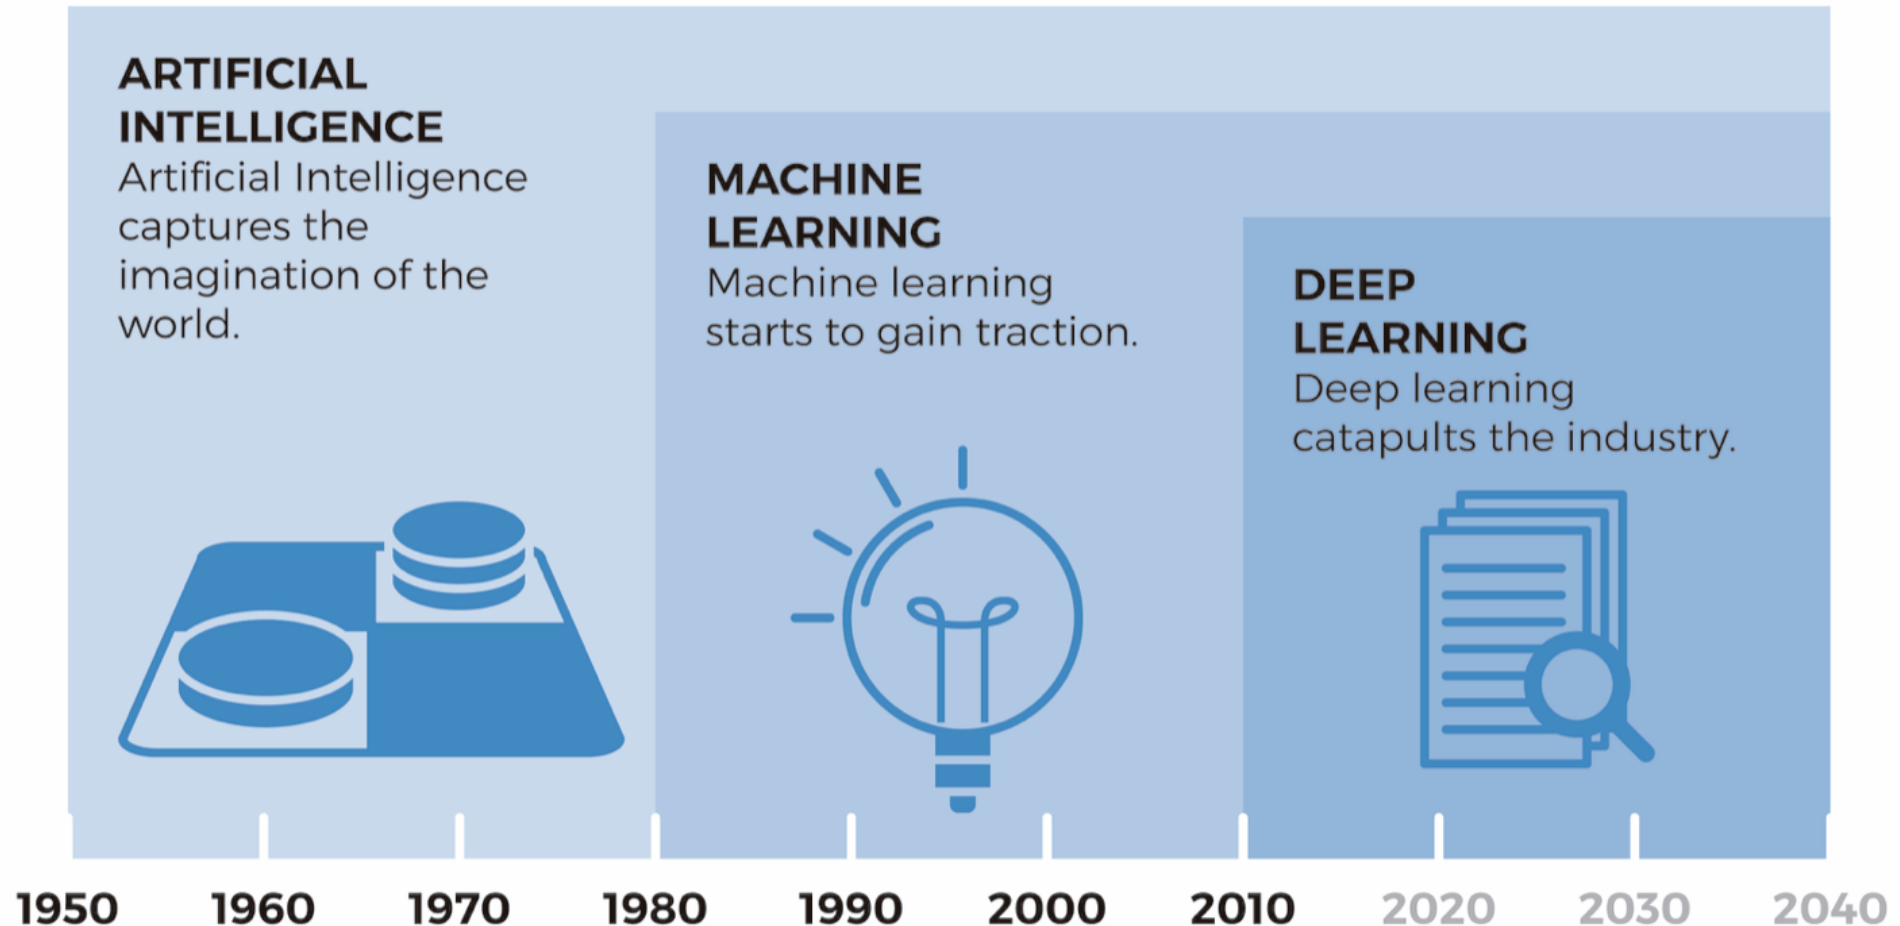 ARTIFICIAL
INTELLIGENCE
Artificial Intelligence
captures the
imagination of the
world.
MACHINE
LEARNING
Machine learning
starts to gain traction.
DEEP
LEARNING
Deep learning
catapults the industry.
1950 1960 1970 1980 1990 2000 2010 2020 2030 2040